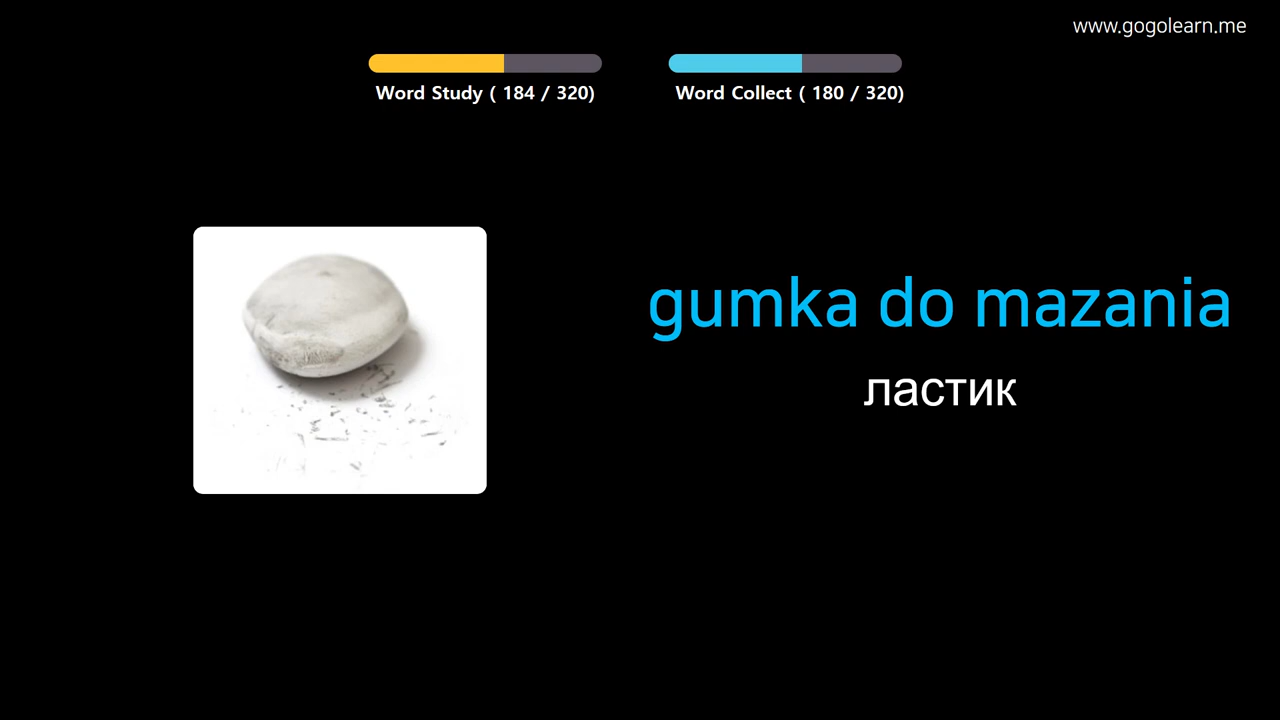 www.gogolearn.me
Word Study ( 184 / 320)
Word Collect ( 180 / 320)
gumka do mazania
ластик